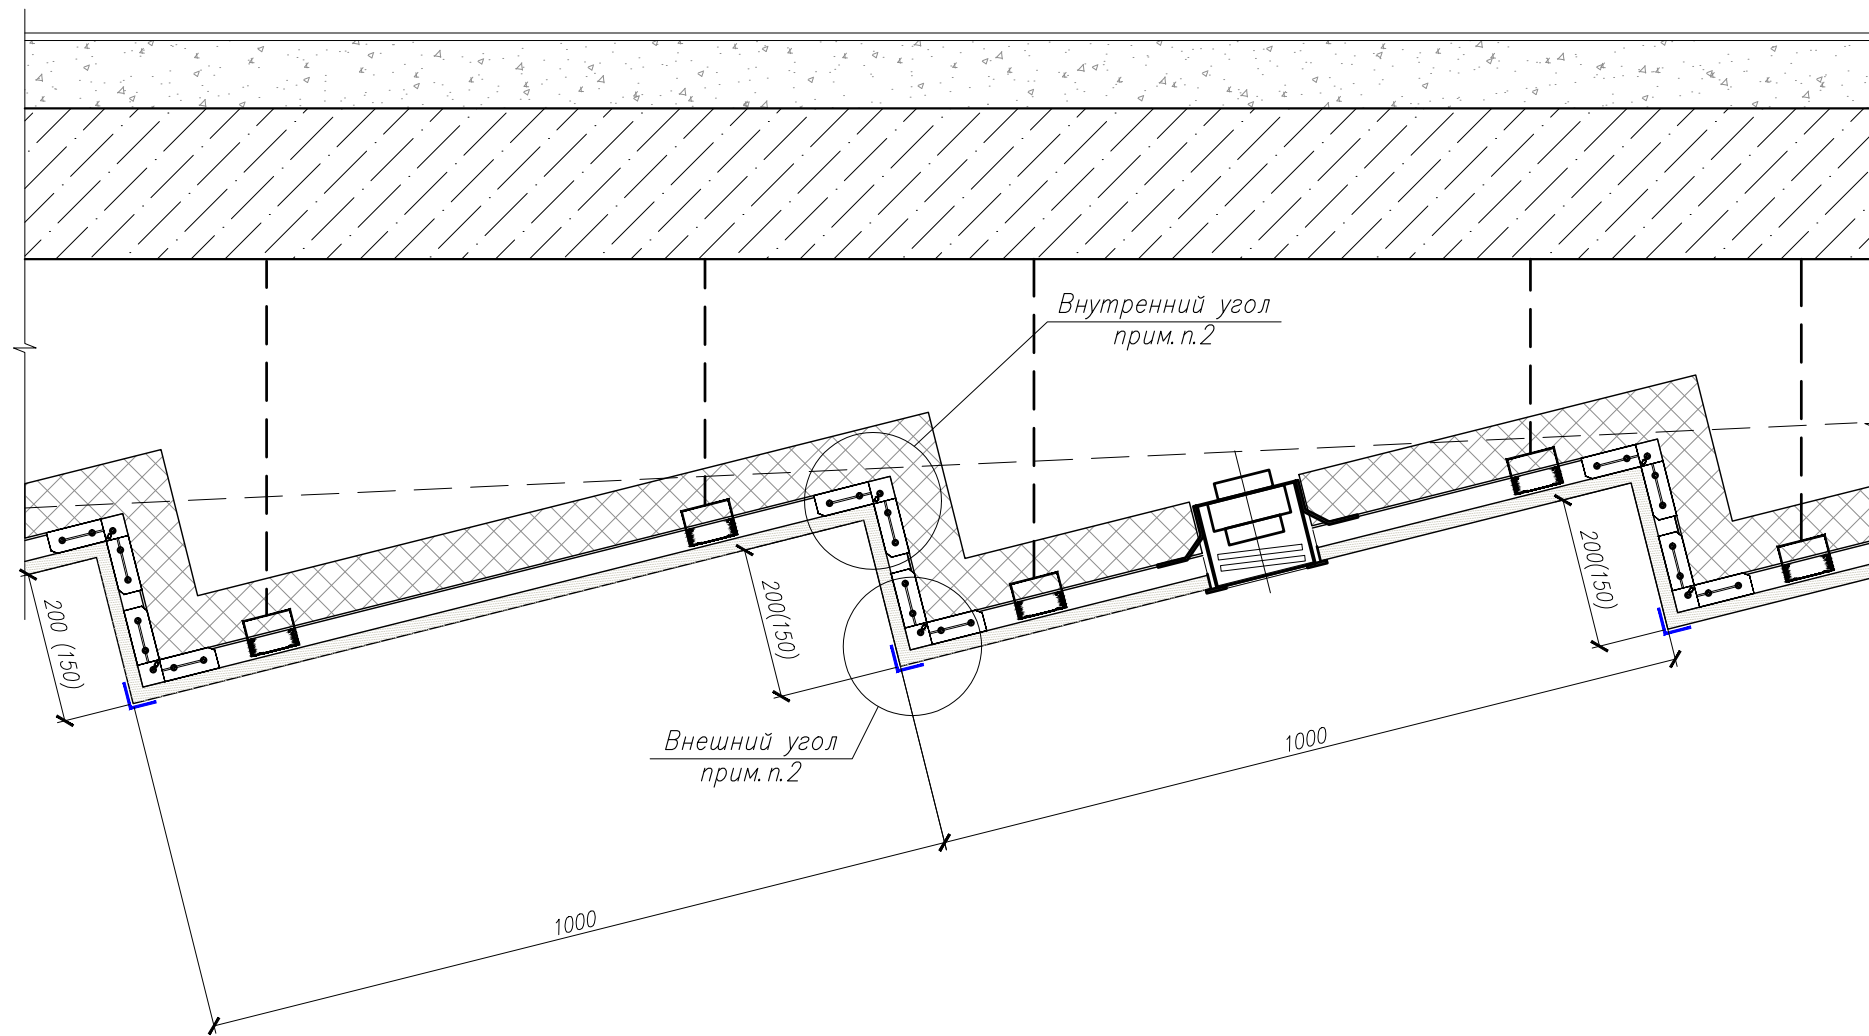 Внутренний угол
прим.п.2
200 (150)
200(150)
200(150)
Внешний угол
прим.п.2
1000
1000